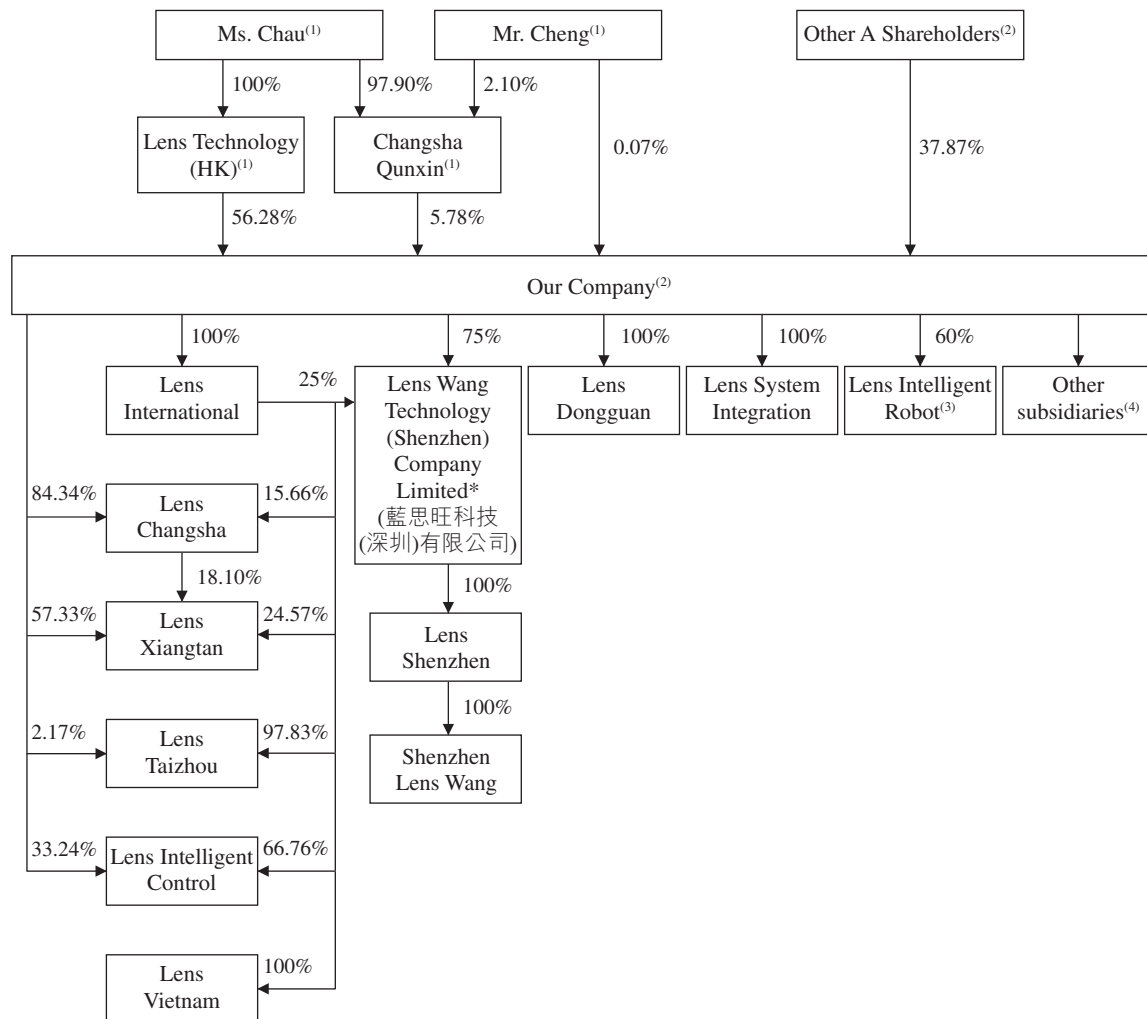 Ms. Chau(1)
Mr. Cheng(1)
Other A Shareholders(2)
100%
97.90%
2.10%
Lens Technology
(HK)(1)
Changsha
Qunxin(1)
0.07%
37.87%
56.28%
5.78%
Our Company(2)
100%
75%
100%
100%
60%
Lens
International
25%
Lens Wang
Technology
(Shenzhen)
Company
Limited*
(藍思旺科技
(深圳)有限公司)
Lens
Dongguan
Lens System
Integration
Lens Intelligent
Robot(3)
Other
subsidiaries(4)
84.34%
Lens
Changsha
15.66%
18.10%
100%
57.33%
Lens
Xiangtan
24.57%
Lens
Shenzhen
100%
2.17%
Lens
Taizhou
97.83%
Shenzhen
Lens Wang
33.24%
Lens Intelligent
Control
66.76%
Lens
Vietnam
100%